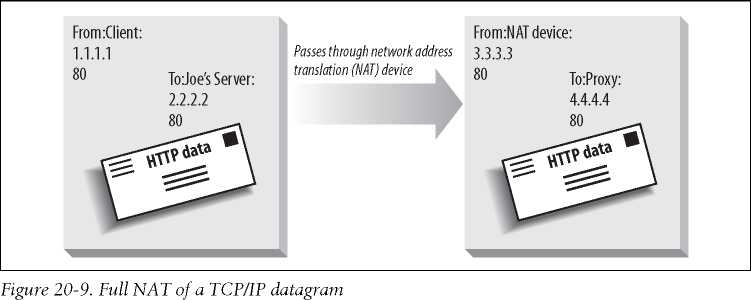 From:Client:
1.1.1.1
80
To:Joe's Server:
2.2.2.2
80
HTTP data
Passes through network address
translation (NAT) device
From:NAT device:
3.3.3.3
80
To:Proxy:
4.4.4.4
80
HTTP data
Figure 20-9. Full NAT of a TCP/IP datagram